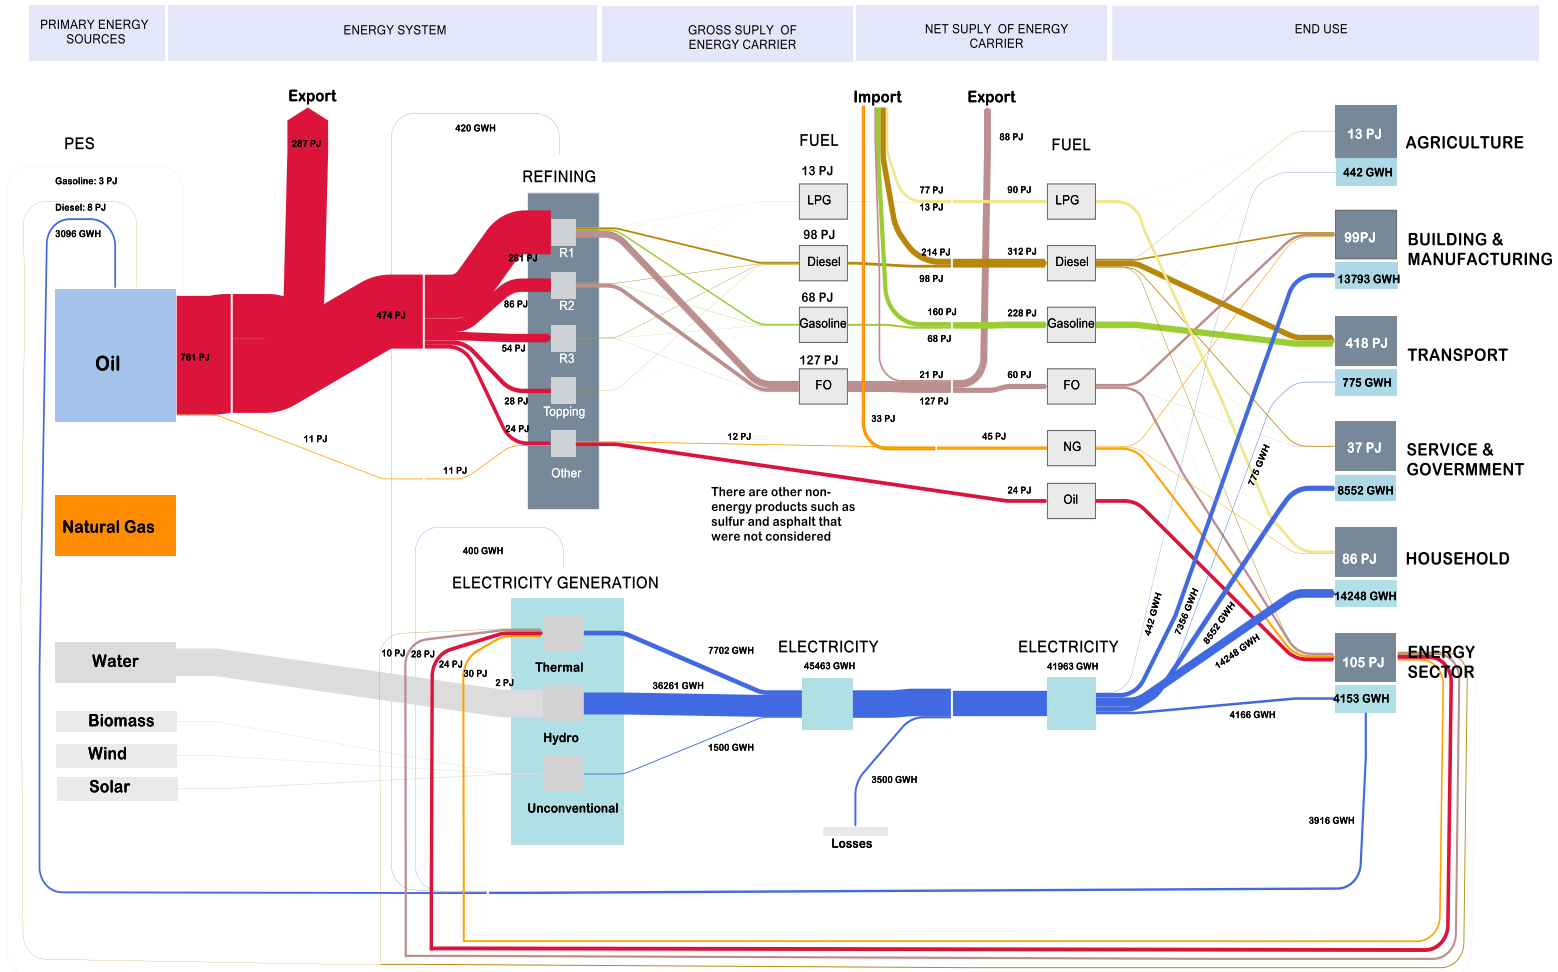 PRIMARY ENERGY
SOURCES
ENERGY SYSTEM
GROSS SUPLY OF
ENERGY CARRIER
NET SUPLY OF ENERGY
CARRIER
END USE
Export
Import
Export
PES
420 GWH
287 PJ
88 PJ
FUEL
FUEL
13 PJ
AGRICULTURE
442 GWH
Gasoline: 3 PJ
REFINING
13 PJ
LPG
77 PJ
13 PJ
90 PJ
LPG
Diesel: 8 PJ
3096 GWH
R1
281 PJ
98 PJ
Diesel
214 PJ
98 PJ
312 PJ
Diesel
99PJ
BUILDING &
MANUFACTURING
13793 GWH
86 PJ
R2
68 PJ
Gasoline
160 PJ
68 PJ
228 PJ
Gasoline
474 PJ
761 PJ
Oil
54 PJ
R3
418 PJ
TRANSPORT
775 GWH
127 PJ
FO
21 PJ
127 PJ
60 PJ
FO
28 PJ
Topping
33 PJ
24 PJ
11 PJ
11 PJ
Other
12 PJ
45 PJ
NG
37 PJ
SERVICE &
GOVERMMENT
8552 GWH
775 GWH
24 PJ
Oil
There are other non-
energy products such as
sulfur and asphalt that
were not considered
Natural Gas
400 GWH
86 PJ
HOUSEHOLD
14248 GWH
ELECTRICITY GENERATION
442 GWH
7356 GWH
8552 GWH
14248 GWH
Water
10 PJ
28 PJ
24 PJ
30 PJ
2 PJ
Thermal
7702 GWH
36261 GWH
ELECTRICITY
45463 GWH
ELECTRICITY
41963 GWH
105 PJ
ENERGY
SECTOR
4153 GWH
4166 GWH
Biomass
Hydro
1500 GWH
Wind
Solar
Unconventional
3500 GWH
Losses
3916 GWH